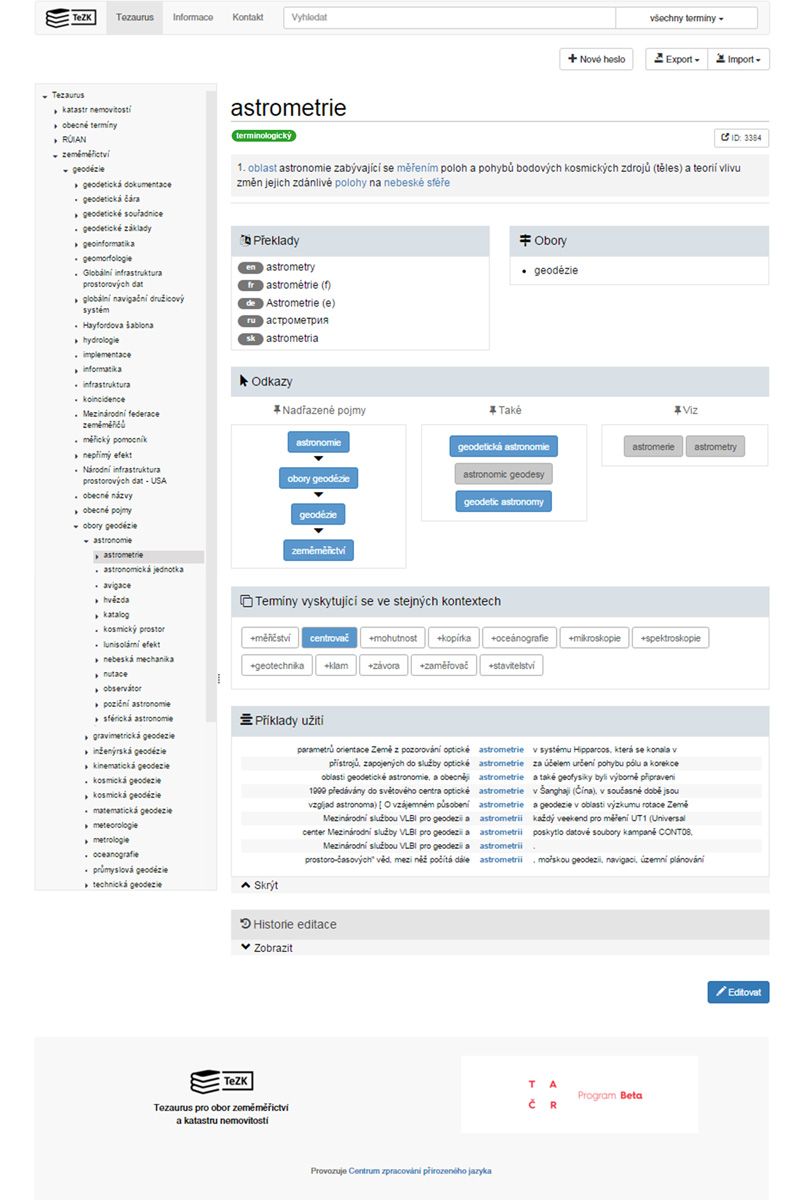 TeZK Tezaurus Informace Kontakt Vyhledat všechny termíny
Nové heslo Export Import
Tezaurus
katastr nemovitostí
obecné termíny
RÚIAN
zeměměřictví
geodézie
geodetická dokumentace
geodetická čára
geodetické souřadnice
geodetické základy
geoinformatika
geomorfologie
Globální infrastruktura
prostorových dat
globální navigační družicový
systém
Hayfordova šablona
hydrologie
implementace
informatika
infrastruktura
koincidence
Mezinárodní federace
zeměměřičů
měřický pomocník
nepřímý efekt
Národní infrastruktura
prostorových dat - USA
obecné názvy
obecné pojmy
obory geodézie
astronomie
astrometrie
astronomická jednotka
avigace
hvězda
katalog
kosmický prostor
lunisolární efekt
nebeská mechanika
nutace
observátor
poziční astronomie
sférická astronomie
gravimetrická geodezie
inženýrská geodézie
kinematická geodezie
kosmická geodezie
kosmická geodézie
matematická geodezie
meteorologie
metrologie
oceanografie
průmyslová geodézie
technická geodezie
astrometrie
terminologický
ID: 3384
1. oblast astronomie zabývající se měřením poloh a pohybů bodových kosmických zdrojů (těles) a teorií vlivu
změn jejich zdánlivé polohy na nebeské sféře
Překlady
en astrometry
fr astrométrie (f)
de Astrometrie (e)
ru астрометрия
sk astrometria
Obory
geodézie
Odkazy
Nadřazené pojmy
astronomie
obory geodézie
geodézie
zeměměřictví
Také
geodetická astronomie
astronomic geodesy
geodetic astronomy
Viz
astromerie astrometry
Termíny vyskytující se ve stejných kontextech
+měřičství centrovač +mohutnost +kopírka +oceánografie +mikroskopie +spektroskopie
+geotechnika +klam +závora +zaměřovač +stavitelství
Příklady užití
parametrů orientace Země z pozorování optické astrometrie v systému Hipparcos, která se konala v
přístrojů, zapojených do služby optické astrometrie za účelem určení pohybu pólu a korekce
oblasti geodetické astronomie, a obecněji astrometrie a také geofysiky byli výborně připraveni
1999 předávány do světového centra optické astrometrie v Šanghaji (Čína), v současné době jsou
vzgljad astronoma) [ O vzájemném působení astrometrie a geodezie v oblasti výzkumu rotace Země
Mezinárodní službou VLBI pro geodezii a astrometrii každý veekend pro měření UT1 (Universal
center Mezinárodní služby VLBI pro geodezii a astrometrii poskytlo datové soubory kampaně CONT08,
Mezinárodní službou VLBI pro geodezii a astrometrii .
prostoro-časových" věd, mezi něž počítá dále astrometrii , mořskou geodezii, navigaci, územní plánování
Skrýt
Historie editace
Zobrazit
Editovat
TeZK
Tezaurus pro obor zeměměřictví
a katastru nemovitostí
T A
Č R
Program Beta
Provozuje Centrum zpracování přirozeného jazyka